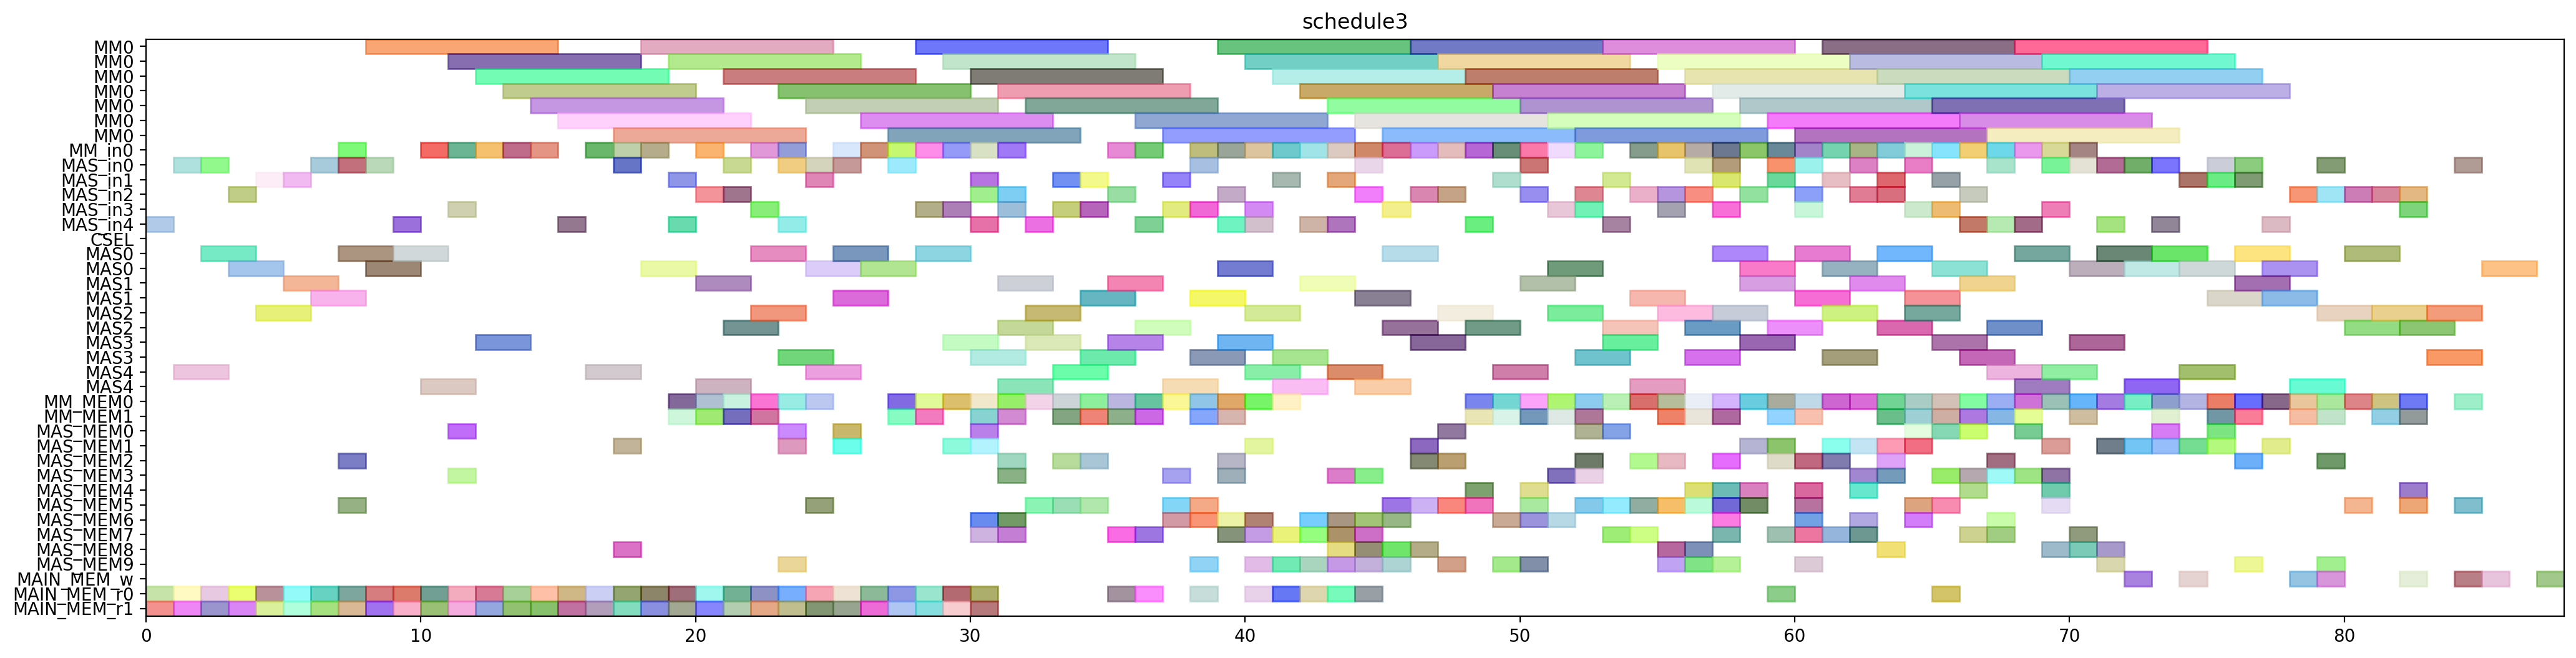 schedule3
MM0
MM0
MM0
MM0
MM0
MM0
MM0
MM_in0
MAS_in0
MAS_in1
MAS_in2
MAS_in3
MAS_in4
CSEL
MAS0
MAS0
MAS1
MAS1
MAS2
MAS2
MAS3
MAS3
MAS4
MAS4
MM_MEM0
MM_MEM1
MAS_MEM0
MAS_MEM1
MAS_MEM2
MAS_MEM3
MAS_MEM4
MAS_MEM5
MAS_MEM6
MAS_MEM7
MAS_MEM8
MAS_MEM9
MAIN_MEM_w
MAIN_MEM_r0
MAIN_MEM_r1
0 10 20 30 40 50 60 70 80